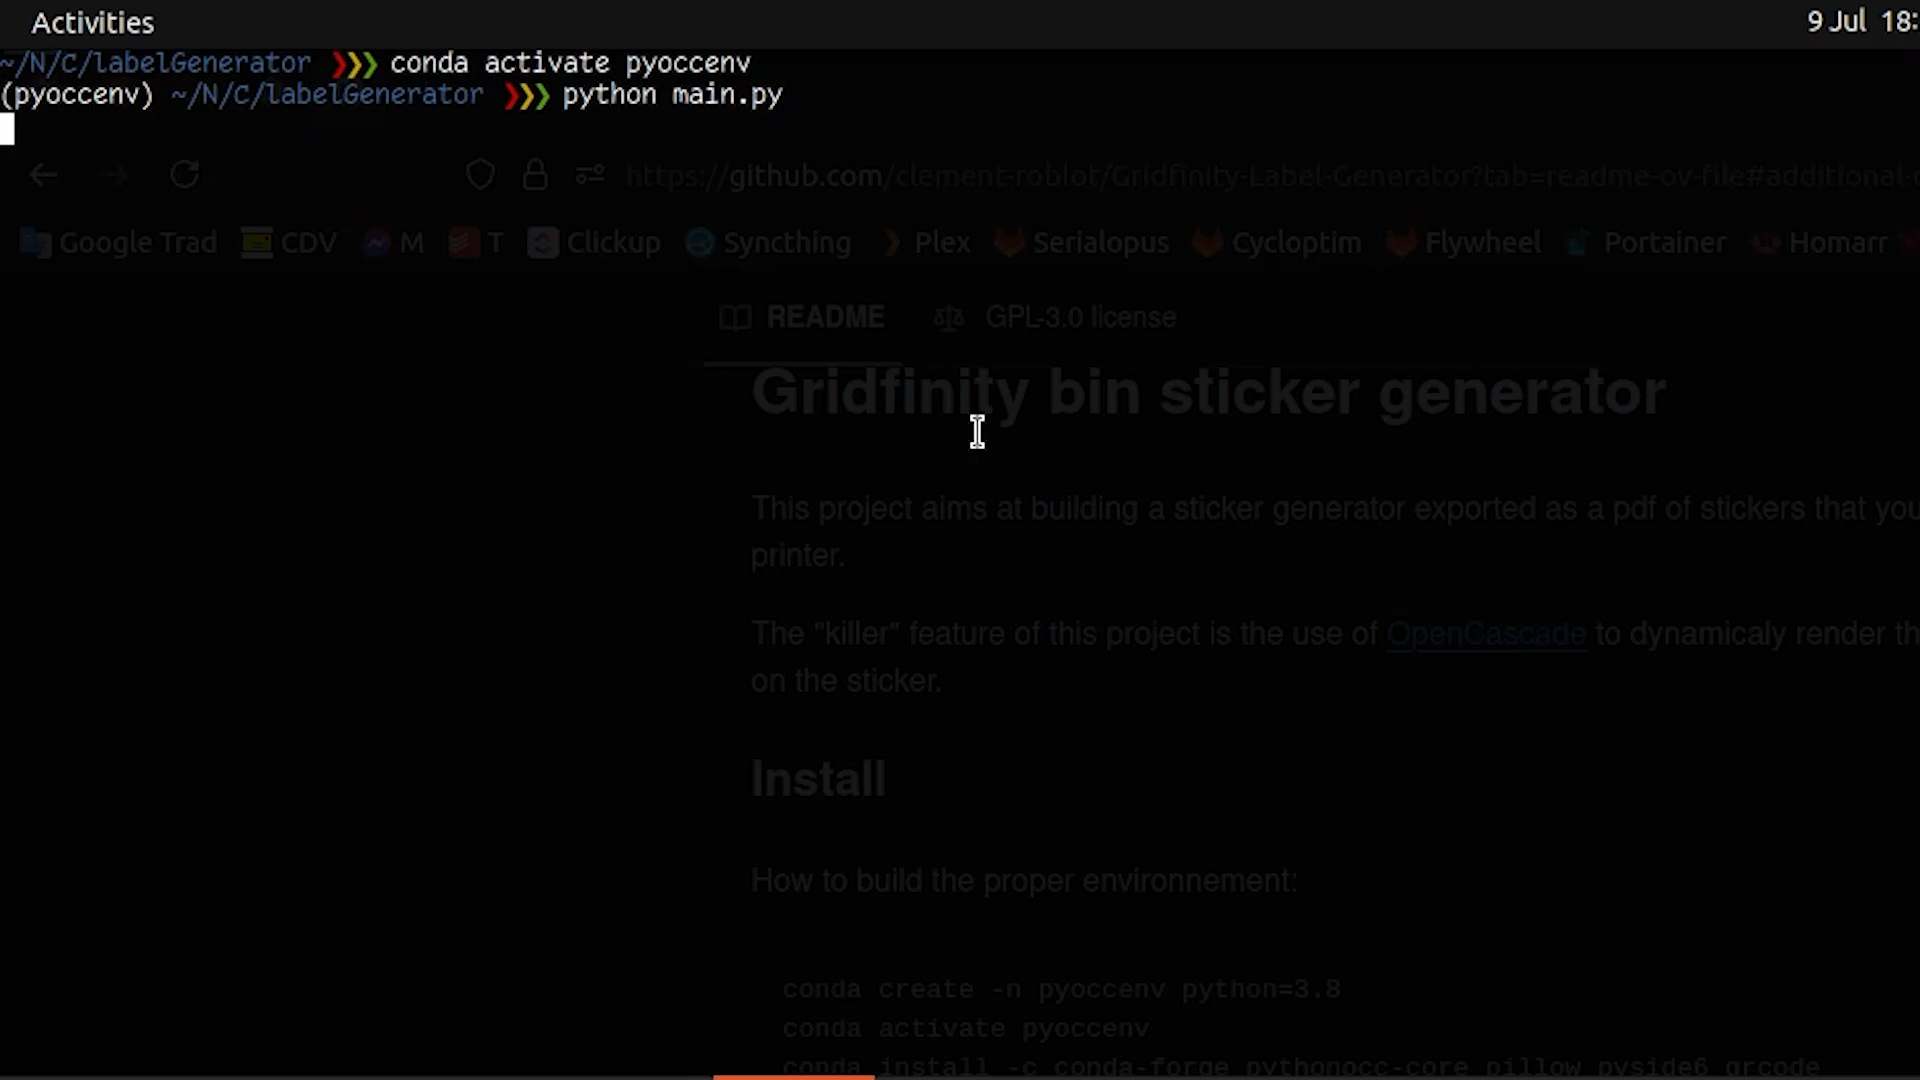 Activities
9 Jul 18:
~/N/C/labelGenerator ❯❯❯ conda activate pyoccenv
(pyoccenv) ~/N/C/labelGenerator ❯❯❯ python main.py
https://github.com/clement-roblot/Gridfinity-Label-Generator?tab=readme-ov-file#additional-
Google Trad CDV M T Clickup Syncthing Plex Serialopus Cycloptim Flywheel Portainer Homarr
README GPL-3.0 license
Gridfinity bin sticker generator
This project aims at building a sticker generator exported as a pdf of stickers that you
printer.
The "killer" feature of this project is the use of OpenCascade to dynamicaly render th
on the sticker.
Install
How to build the proper environnement:
conda create -n pyoccenv python=3.8
conda activate pyoccenv
conda install -c conda-forge pythonocc-core pillow pyside6 qrcode